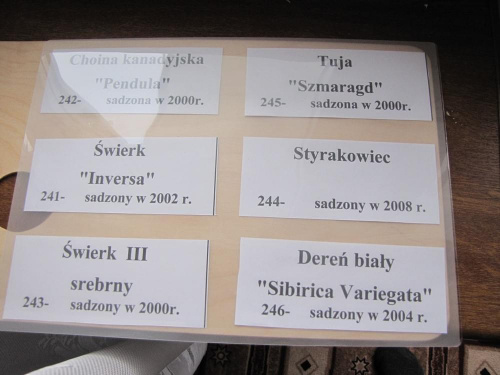 Choina kanadyjska
"Pendula"
242- sadzona w 2000r.
Tuja
"Szmaragd"
245- sadzona w 2000r.
Świerk
"Inversa"
241- sadzony w 2002 r.
Styrakowiec
244- sadzony w 2008 r.
Świerk III
srebrny
243- sadzony w 2000r.
Dereń biały
"Sibirica Variegata"
246- sadzony w 2004 r.